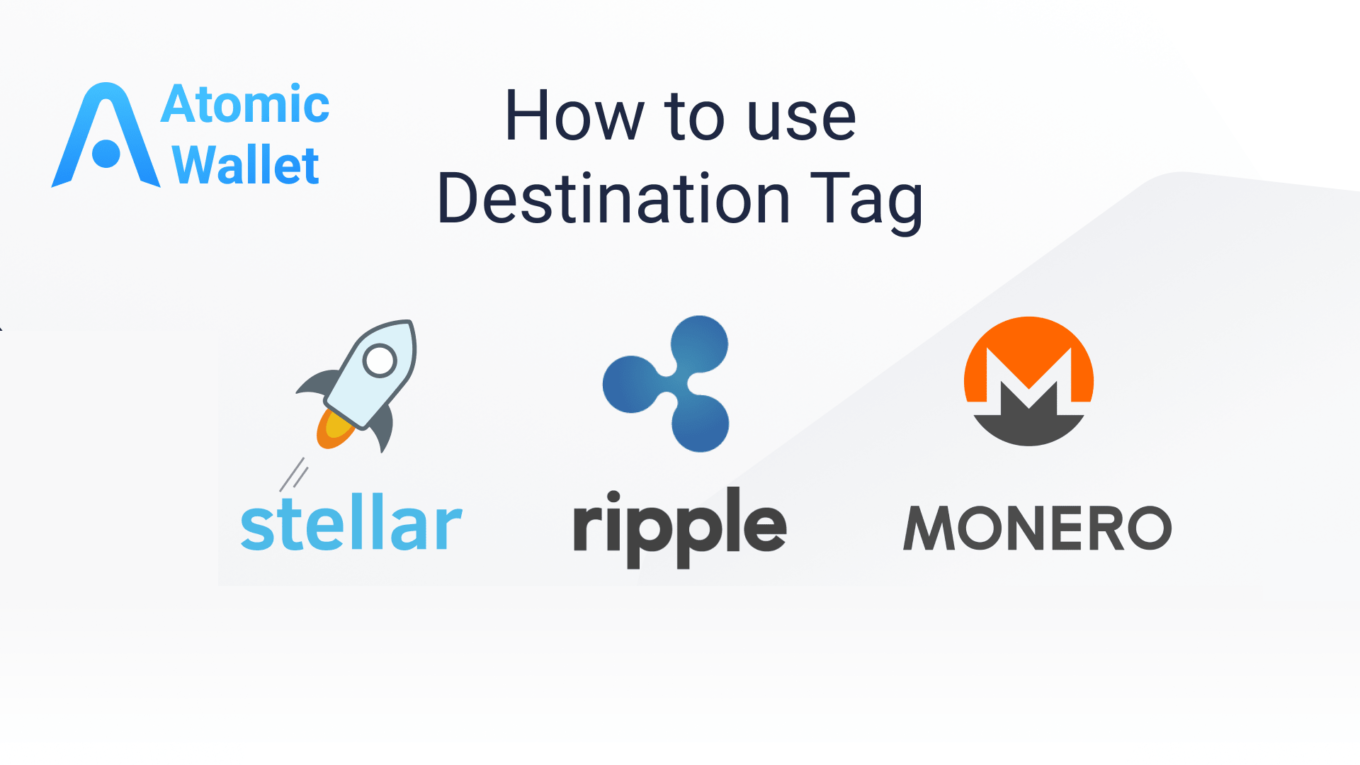 Atomic
Wallet
How to use
Destination Tag
stellar
ripple
MONERO